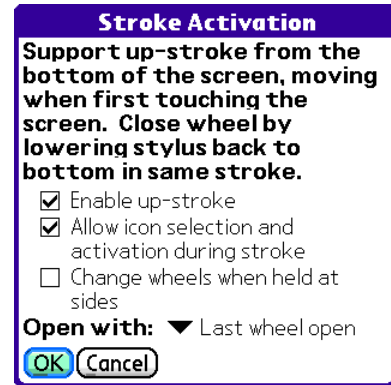 Stroke Activation
Support up-stroke from the
bottom of the screen, moving
when first touching the
screen. Close wheel by
lowering stylus back to
bottom in same stroke.
Enable up-stroke
Allow icon selection and
activation during stroke
Change wheels when held at
sides
Open with: Last wheel open
OK Cancel